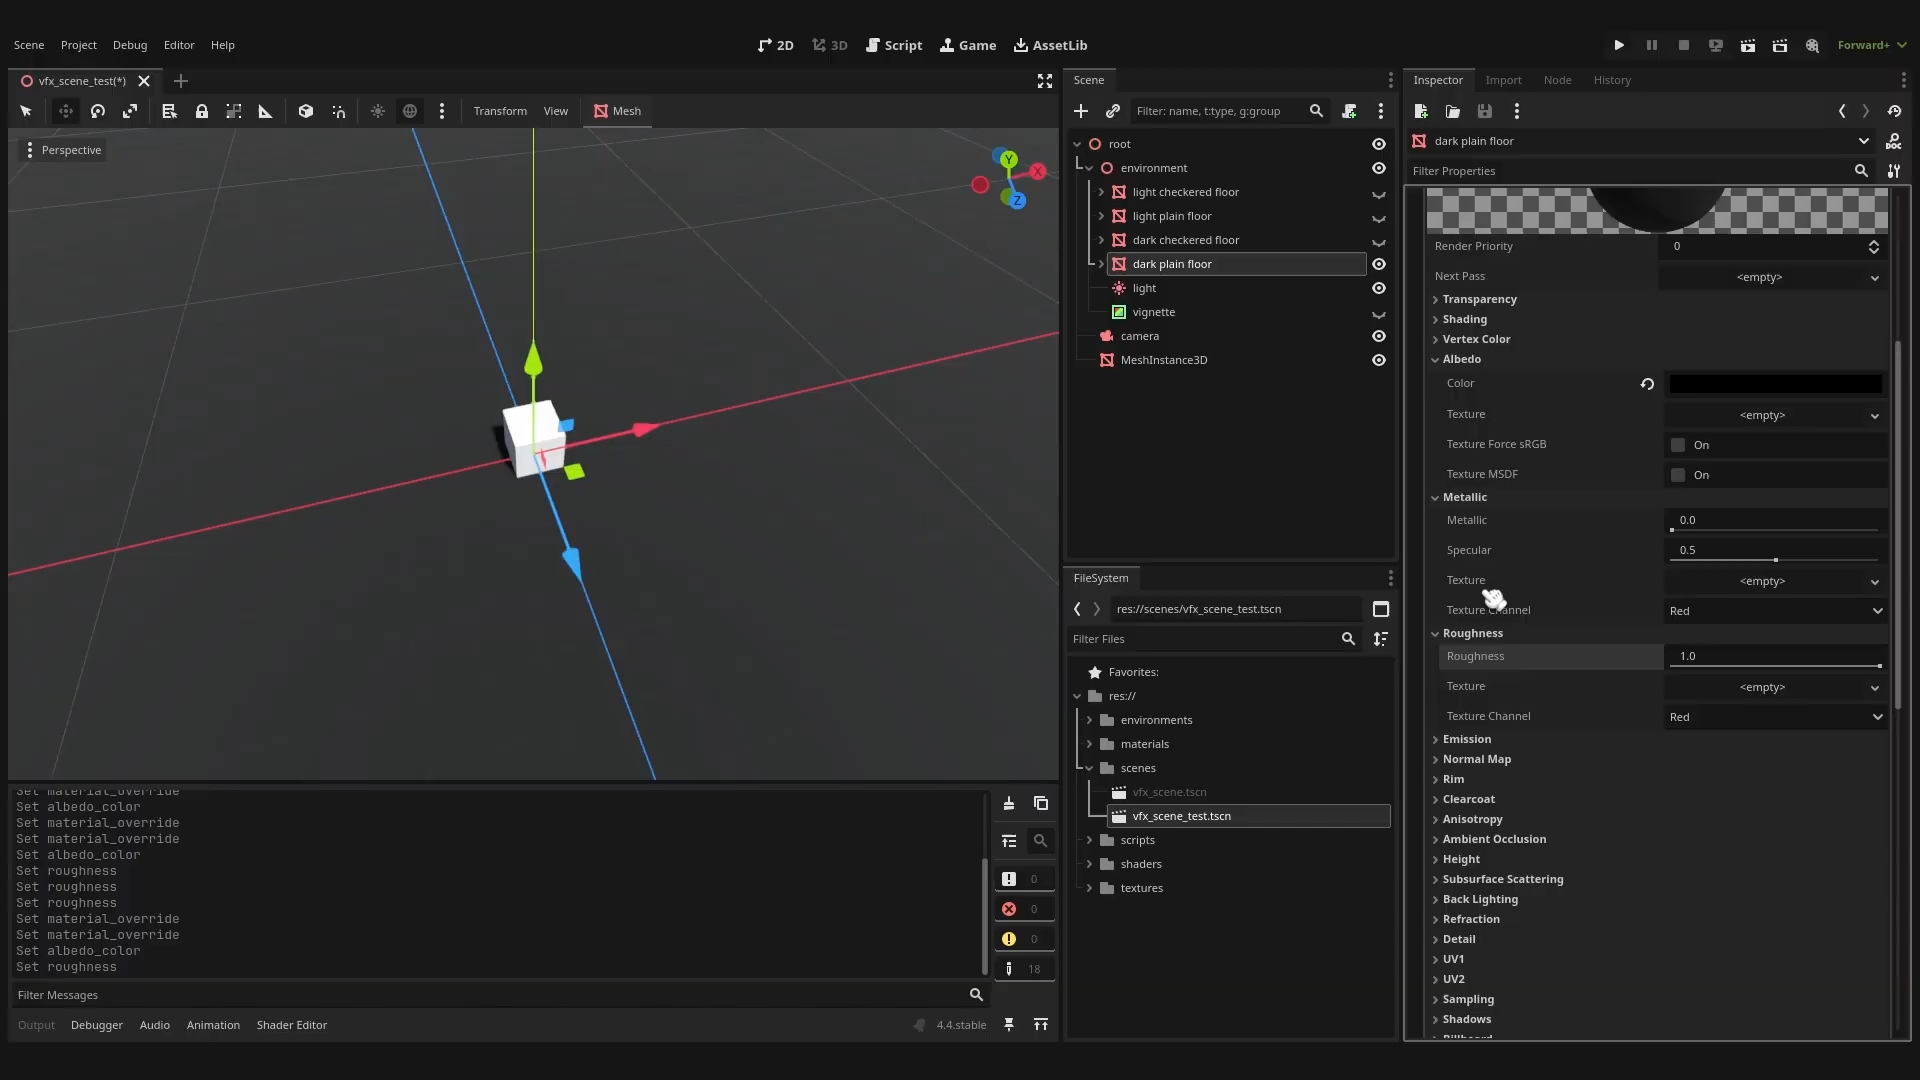 Scene Project Debug Editor Help
2D 3D Script Game AssetLib
Forward+
vfx_scene_test(*)
Transform View Mesh
Perspective
Y
X
Z
Set material_override
Set albedo_color
Set material_override
Set material_override
Set albedo_color
Set roughness
Set roughness
Set roughness
Set material_override
Set material_override
Set albedo_color
Set roughness
0
0
0
18
Filter Messages
Output Debugger Audio Animation Shader Editor
4.4.stable
Scene
Filter: name, t:type, g:group
root
environment
light checkered floor
light plain floor
dark checkered floor
dark plain floor
light
vignette
camera
MeshInstance3D
FileSystem
res://scenes/vfx_scene_test.tscn
Filter Files
Favorites:
res://
environments
materials
scenes
vfx_scene.tscn
vfx_scene_test.tscn
scripts
shaders
textures
Inspector Import Node History
dark plain floor
DOC
Filter Properties
Render Priority 0
Next Pass <empty>
Transparency
Shading
Vertex Color
Albedo
Color
Texture <empty>
Texture Force sRGB On
Texture MSDF On
Metallic
Metallic 0.0
Specular 0.5
Texture <empty>
Texture Channel Red
Roughness
Roughness 1.0
Texture <empty>
Texture Channel Red
Emission
Normal Map
Rim
Clearcoat
Anisotropy
Ambient Occlusion
Height
Subsurface Scattering
Back Lighting
Refraction
Detail
UV1
UV2
Sampling
Shadows